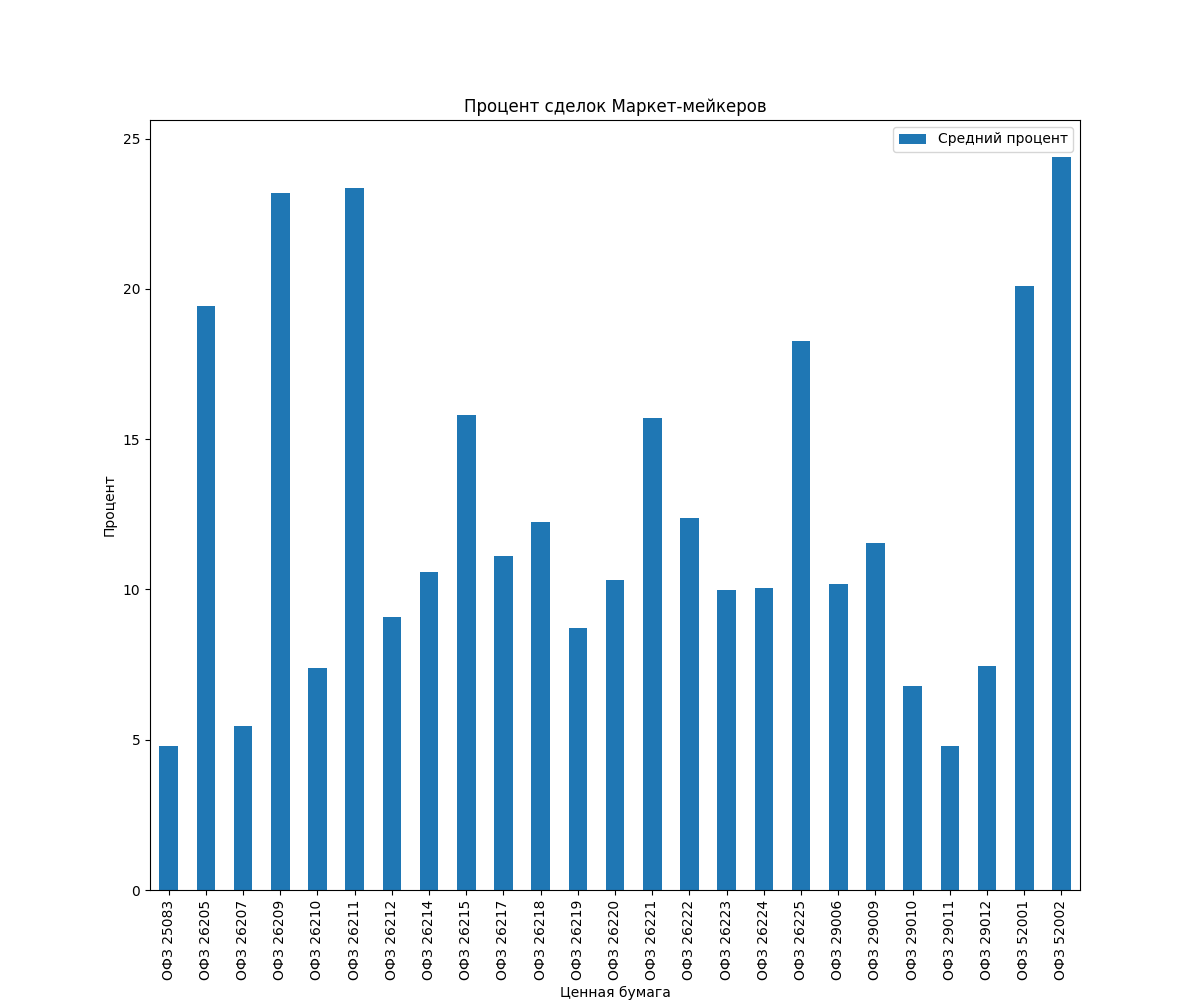 Процент сделок Маркет-мейкеров
Средний процент
25
20
15
10
5
0
Процент
ОФЗ 25083
ОФЗ 26205
ОФЗ 26207
ОФЗ 26209
ОФЗ 26210
ОФЗ 26211
ОФЗ 26212
ОФЗ 26214
ОФЗ 26215
ОФЗ 26217
ОФЗ 26218
ОФЗ 26219
ОФЗ 26220
ОФЗ 26221
ОФЗ 26222
ОФЗ 26223
ОФЗ 26224
ОФЗ 26225
ОФЗ 29006
ОФЗ 29009
ОФЗ 29010
ОФЗ 29011
ОФЗ 29012
ОФЗ 52001
ОФЗ 52002
Ценная бумага